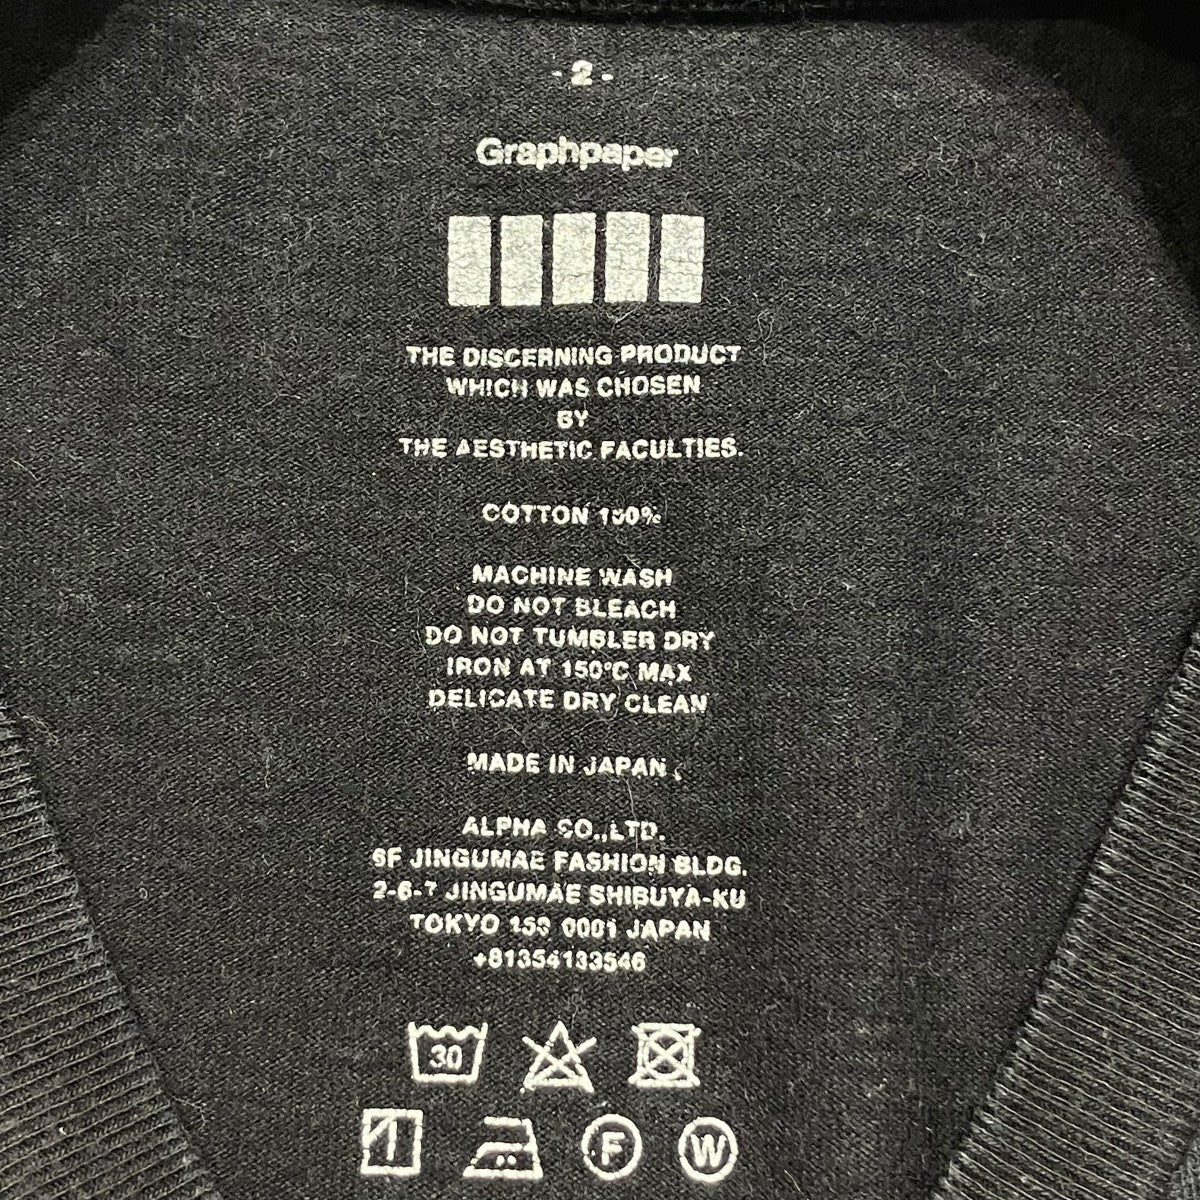 - 2 -
Graphpaper
THE DISCERNING PRODUCT
WHICH WAS CHOSEN
BY
THE AESTHETIC FACULTIES.
COTTON 100%
MACHINE WASH
DO NOT BLEACH
DO NOT TUMBLER DRY
IRON AT 150°C MAX
DELICATE DRY CLEAN
MADE IN JAPAN
ALPHA CO.,LTD.
6F JINGUMAE FASHION BLDG.
2-6-7 JINGUMAE SHIBUYA-KU
TOKYO 150 0001 JAPAN
+81354133546
30
F W